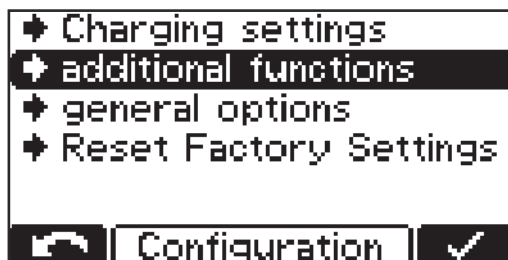 Charging settings
additional functions
general options
Reset Factory Settings
Configuration